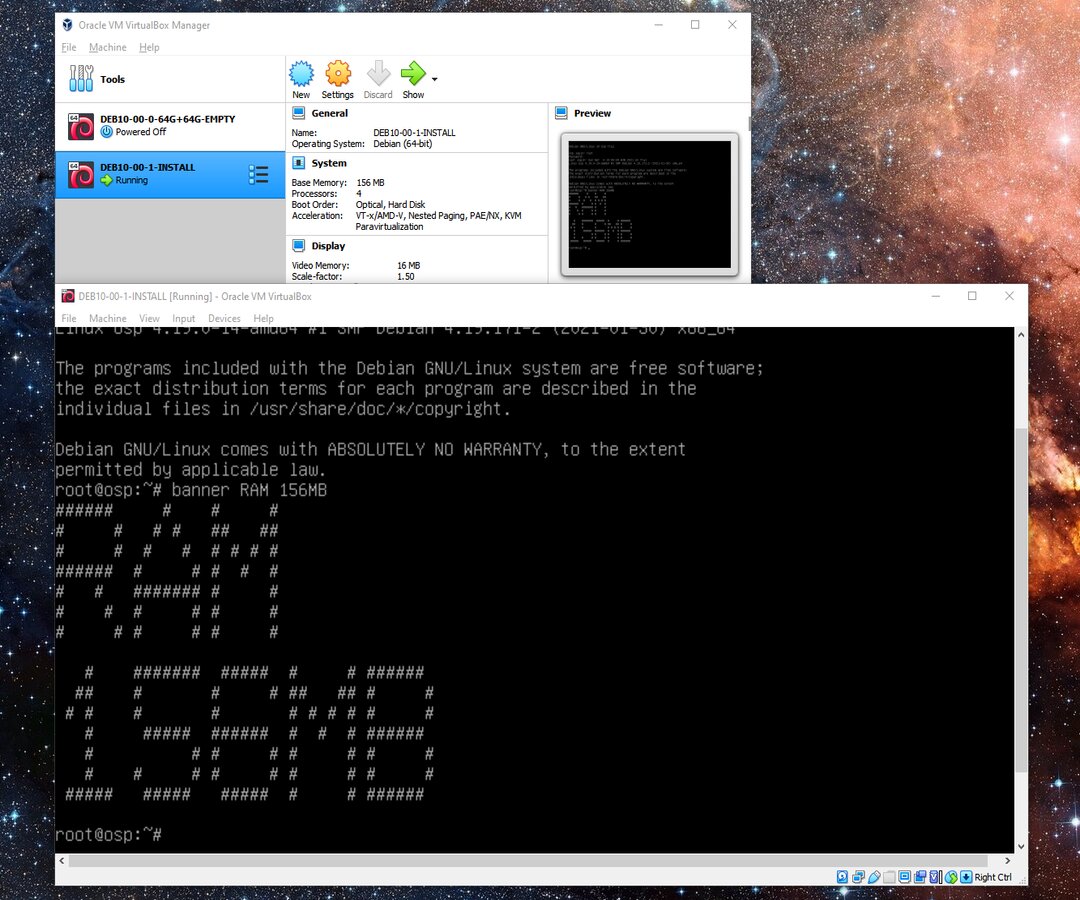 Oracle VM VirtualBox Manager
File Machine Help
Tools
New Settings Discard Show
64
DEB10-00-0-64G+64G-EMPTY
Powered Off
64
DEB10-00-1-INSTALL
Running
General
Name: DEB10-00-1-INSTALL
Operating System: Debian (64-bit)
System
Base Memory: 156 MB
Processors: 4
Boot Order: Optical, Hard Disk
Acceleration: VT-x/AMD-V, Nested Paging, PAE/NX, KVM
Paravirtualization
Display
Video Memory: 16 MB
Scale-factor: 1.50
Preview
DEB10-00-1-INSTALL [Running] - Oracle VM VirtualBox
File Machine View Input Devices Help
Linux osp 4.19.0-14-amd64 #1 SMP Debian 4.19.171-2 (2021-01-30) x86_64
The programs included with the Debian GNU/Linux system are free software;
the exact distribution terms for each program are described in the
individual files in /usr/share/doc/*/copyright.
Debian GNU/Linux comes with ABSOLUTELY NO WARRANTY, to the extent
permitted by applicable law.
root@osp:~# banner RAM 156MB
RAM
156MB
root@osp:~#
Right Ctrl